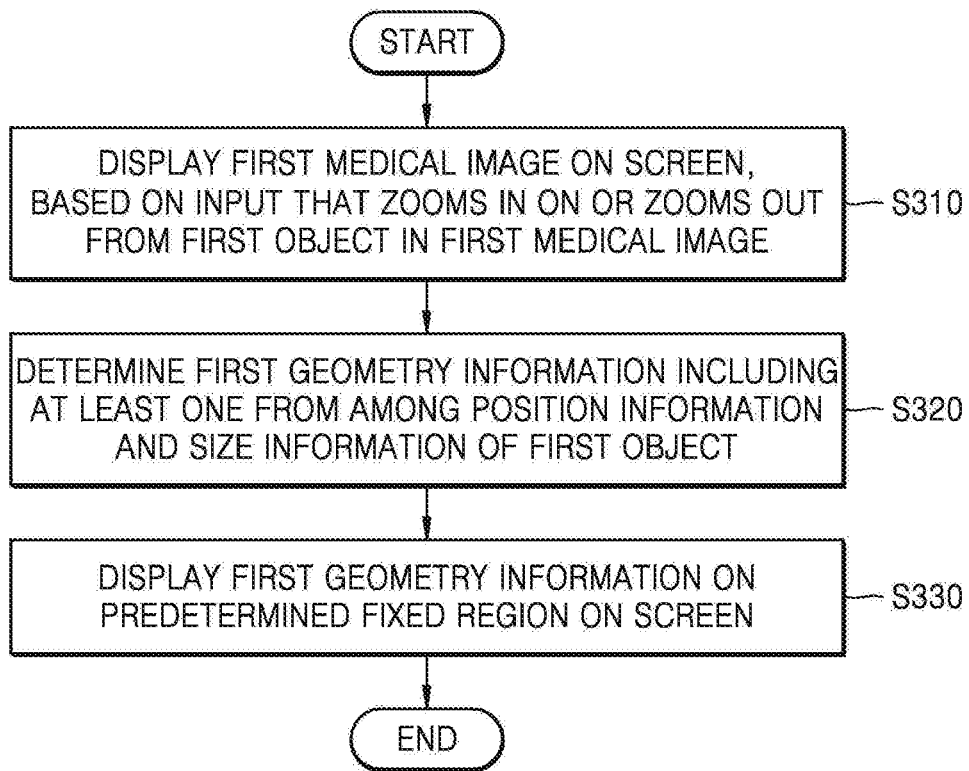 START
DISPLAY FIRST MEDICAL IMAGE ON SCREEN,
BASED ON INPUT THAT ZOOMS IN ON OR ZOOMS OUT
FROM FIRST OBJECT IN FIRST MEDICAL IMAGE
S310
DETERMINE FIRST GEOMETRY INFORMATION INCLUDING
AT LEAST ONE FROM AMONG POSITION INFORMATION
AND SIZE INFORMATION OF FIRST OBJECT
S320
DISPLAY FIRST GEOMETRY INFORMATION ON
PREDETERMINED FIXED REGION ON SCREEN
S330
END